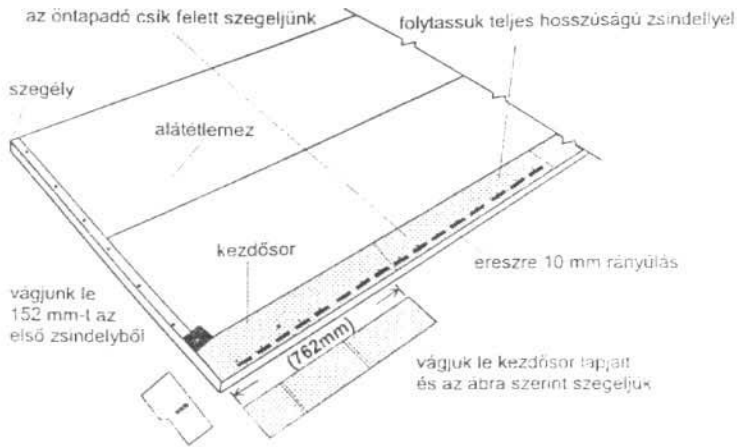 az öntapadó csík felett szegeljünk
folytassuk teljes hosszúságú zsindellyel
szegély
alátétlemez
kezdősor
ereszre 10 mm rányúlás
vágjunk le
152 mm-t az
első zsindelyből
(762mm)
vágjuk le kezdősor lapjait
és az ábra szerint szegeljük